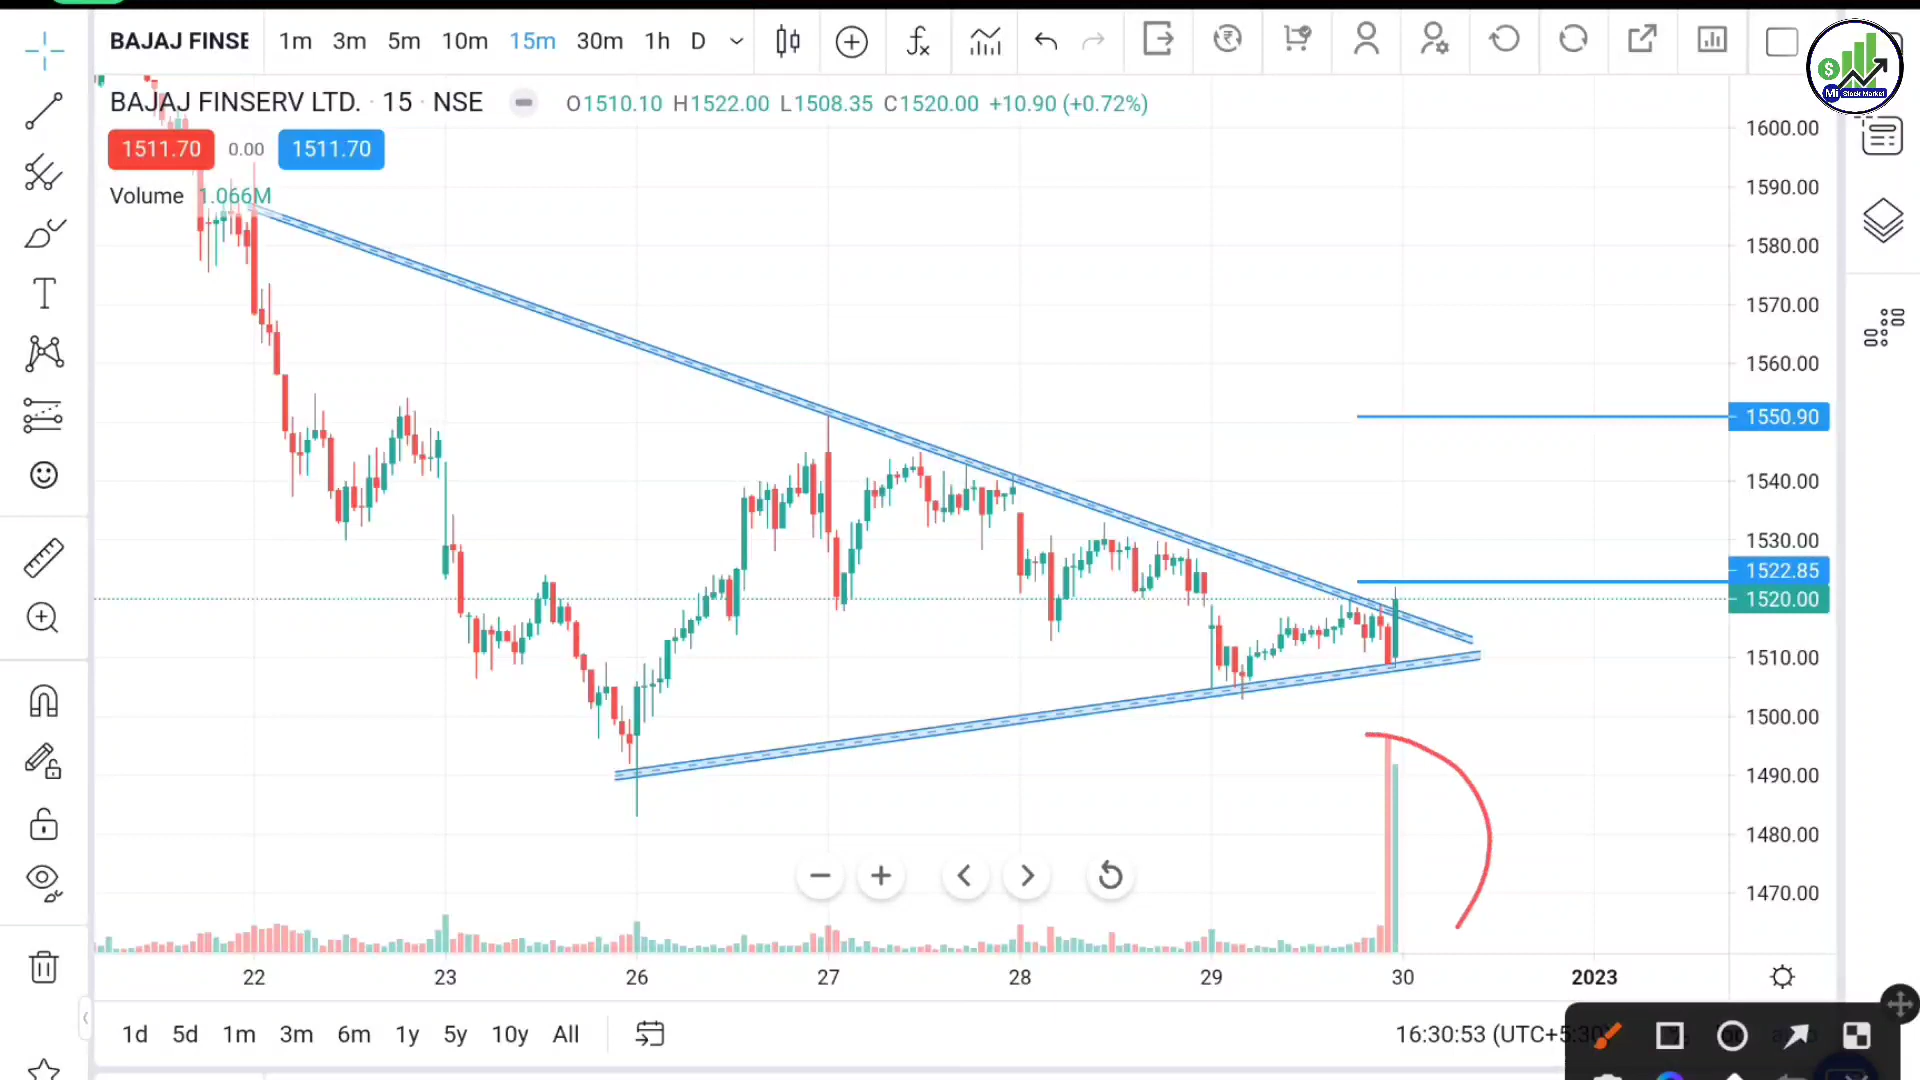 BAJAJ FINSE 1m 3m 5m 10m 15m 30m 1h D
BAJAJ FINSERV LTD. · 15 · NSE O1510.10 H1522.00 L1508.35 C1520.00 +10.90 (+0.72%)
1511.70 0.00 1511.70
Volume 1.066M
Mi Stock Market
1600.00
1590.00
1580.00
1570.00
1560.00
1550.90
1540.00
1530.00
1522.85
1520.00
1510.00
1500.00
1490.00
1480.00
1470.00
22 23 26 27 28 29 30 2023
1d 5d 1m 3m 6m 1y 5y 10y All 16:30:53 (UTC+5:30)